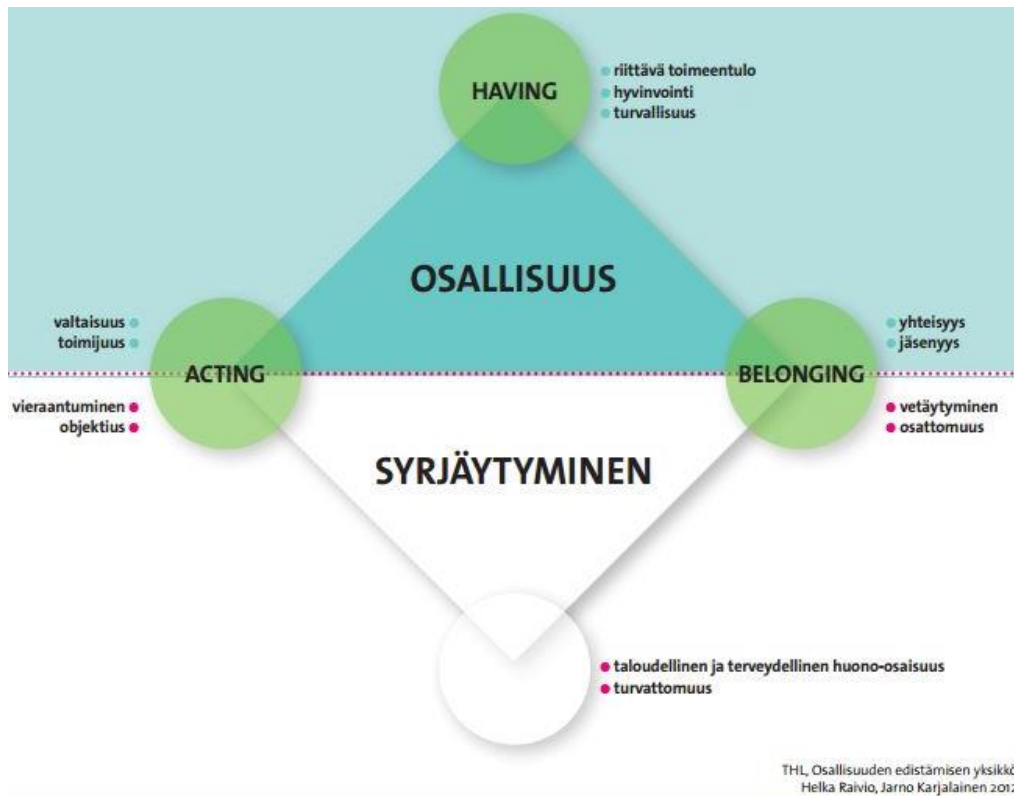 HAVING
riittävä toimeentulo
hyvinvointi
turvallisuus
OSALLISUUS
valtaisuus
toimijuus
yhteisyys
jäsenyys
ACTING
BELONGING
vieraantuminen
objektius
vetäytyminen
osattomuus
SYRJÄYTYMINEN
taloudellinen ja terveydellinen huono-osaisuus
turvattomuus
THL, Osallisuuden edistämisen yksikkö
Helka Raivio, Jarno Karjalainen 2012